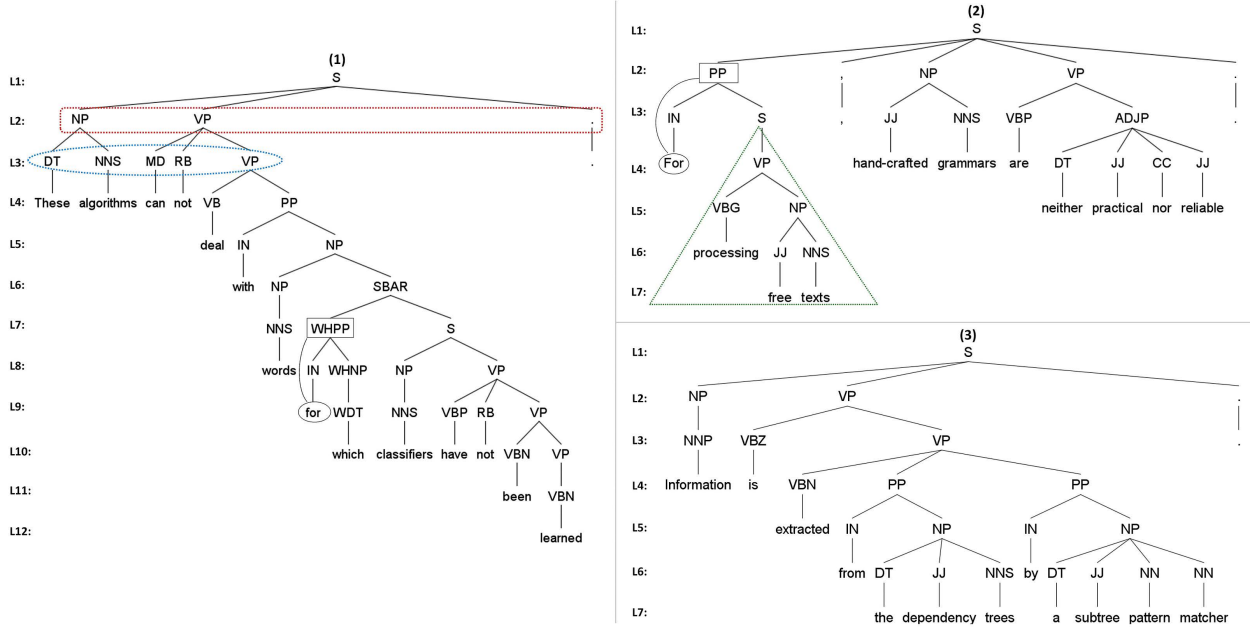 (1)
L1: S
L2: NP VP .
L3: DT NNS MD RB VP .
L4: These algorithms can not VB PP
L5: deal IN NP
L6: with NP SBAR
L7: NNS WHPP S
L8: words IN WHNP NP VP
L9: for WDT NNS VBP RB VP
L10: which classifiers have not VBN VP
L11: been VBN
L12: learned
(2)
L1: S
L2: PP , NP VP .
L3: IN S , JJ NNS VBP ADJP .
L4: For VP hand-crafted grammars are DT JJ CC JJ
L5: VBG NP neither practical nor reliable
L6: processing JJ NNS
L7: free texts
(3)
L1: S
L2: NP VP .
L3: NNP VBZ VP .
L4: Information is VBN PP PP
L5: extracted IN NP IN NP
L6: from DT JJ NNS by DT JJ NN NN
L7: the dependency trees a subtree pattern matcher